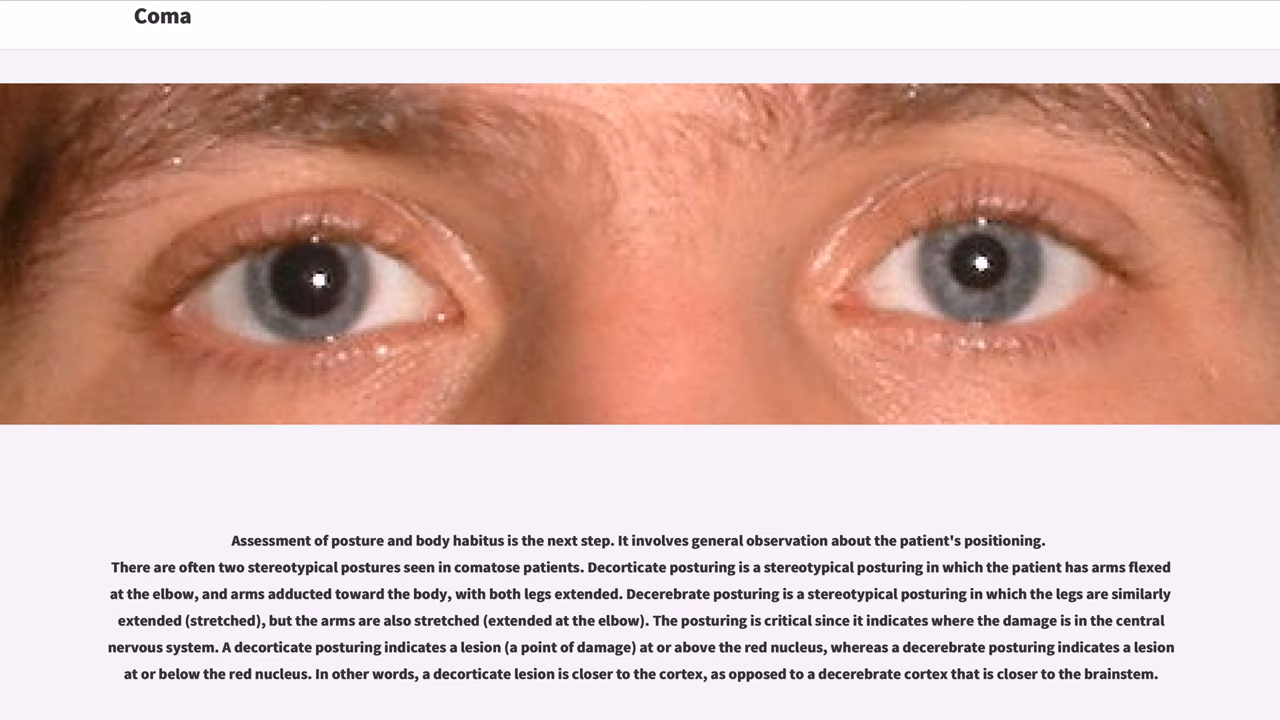 Coma
Assessment of posture and body habitus is the next step. It involves general observation about the patient's positioning.
There are often two stereotypical postures seen in comatose patients. Decorticate posturing is a stereotypical posturing in which the patient has arms flexed
at the elbow, and arms adducted toward the body, with both legs extended. Decerebrate posturing is a stereotypical posturing in which the legs are similarly
extended (stretched), but the arms are also stretched (extended at the elbow). The posturing is critical since it indicates where the damage is in the central
nervous system. A decorticate posturing indicates a lesion (a point of damage) at or above the red nucleus, whereas a decerebrate posturing indicates a lesion
at or below the red nucleus. In other words, a decorticate lesion is closer to the cortex, as opposed to a decerebrate cortex that is closer to the brainstem.